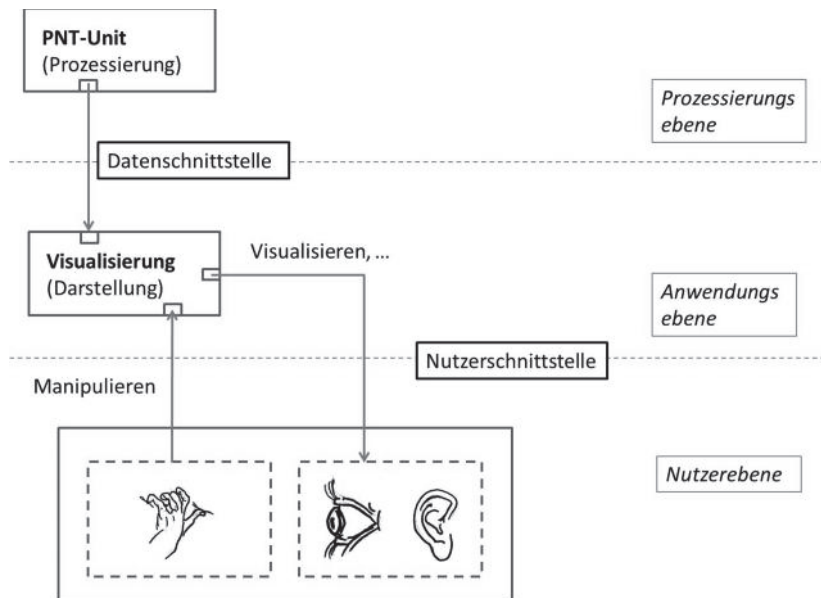 PNT-Unit
(Prozessierung)
Prozessierungs
ebene
Datenschnittstelle
Visualisierung
(Darstellung)
Visualisieren, ...
Anwendungs
ebene
Nutzerschnittstelle
Manipulieren
Nutzerebene